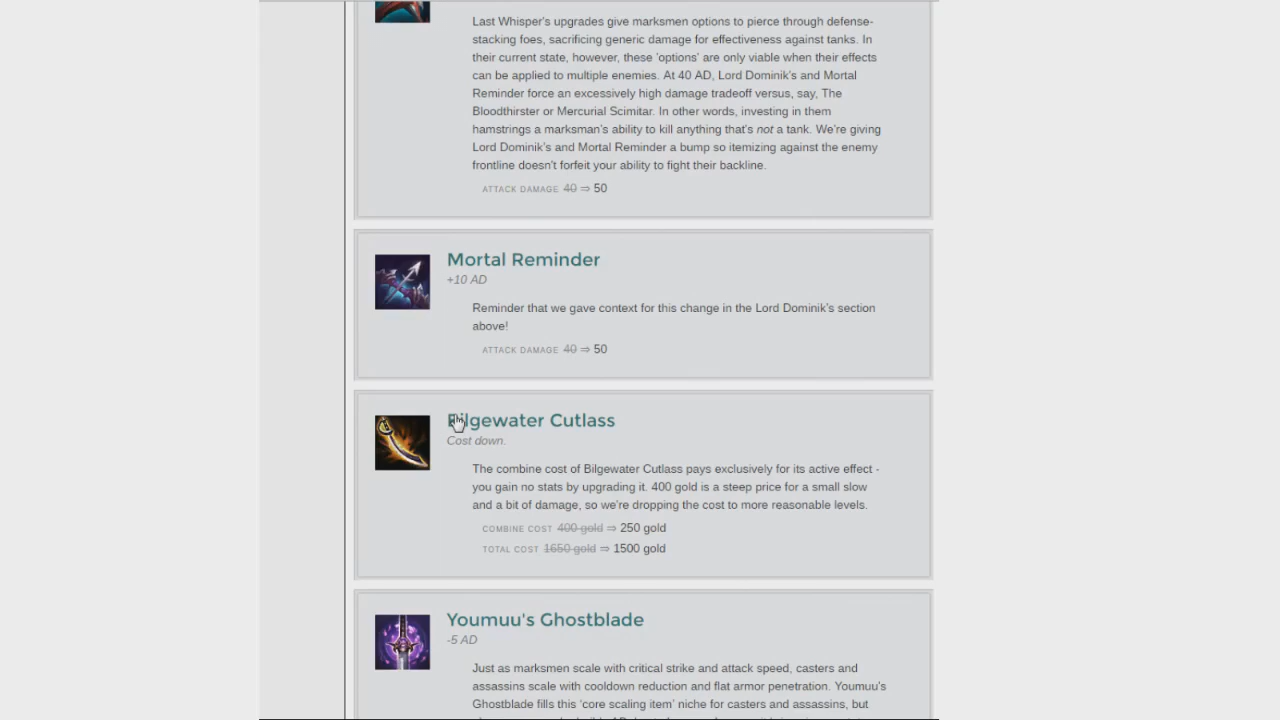 Last Whisper's upgrades give marksmen options to pierce through defense-
stacking foes, sacrificing generic damage for effectiveness against tanks. In
their current state, however, these 'options' are only viable when their effects
can be applied to multiple enemies. At 40 AD, Lord Dominik's and Mortal
Reminder force an excessively high damage tradeoff versus, say, The
Bloodthirster or Mercurial Scimitar. In other words, investing in them
hamstrings a marksman's ability to kill anything that's not a tank. We're giving
Lord Dominik's and Mortal Reminder a bump so itemizing against the enemy
frontline doesn't forfeit your ability to fight their backline.
ATTACK DAMAGE 40 ⇒ 50
Mortal Reminder
+10 AD
Reminder that we gave context for this change in the Lord Dominik's section
above!
ATTACK DAMAGE 40 ⇒ 50
Bilgewater Cutlass
Cost down.
The combine cost of Bilgewater Cutlass pays exclusively for its active effect -
you gain no stats by upgrading it. 400 gold is a steep price for a small slow
and a bit of damage, so we're dropping the cost to more reasonable levels.
COMBINE COST 400 gold ⇒ 250 gold
TOTAL COST 1650 gold ⇒ 1500 gold
Youmuu's Ghostblade
-5 AD
Just as marksmen scale with critical strike and attack speed, casters and
assassins scale with cooldown reduction and flat armor penetration. Youmuu's
Ghostblade fills this 'core scaling item' niche for casters and assassins, but